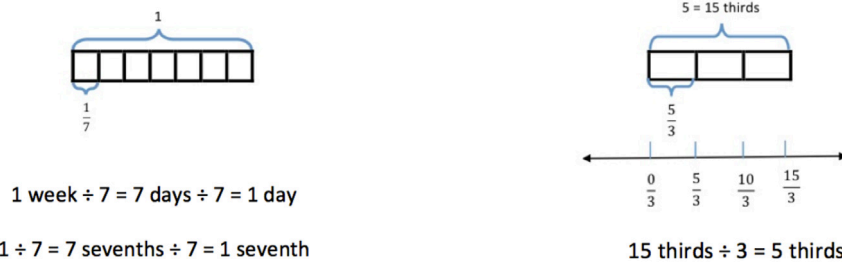 1
1/7
1 week ÷ 7 = 7 days ÷ 7 = 1 day
1 ÷ 7 = 7 sevenths ÷ 7 = 1 seventh
5 = 15 thirds
5/3
0/3 5/3 10/3 15/3
15 thirds ÷ 3 = 5 thirds